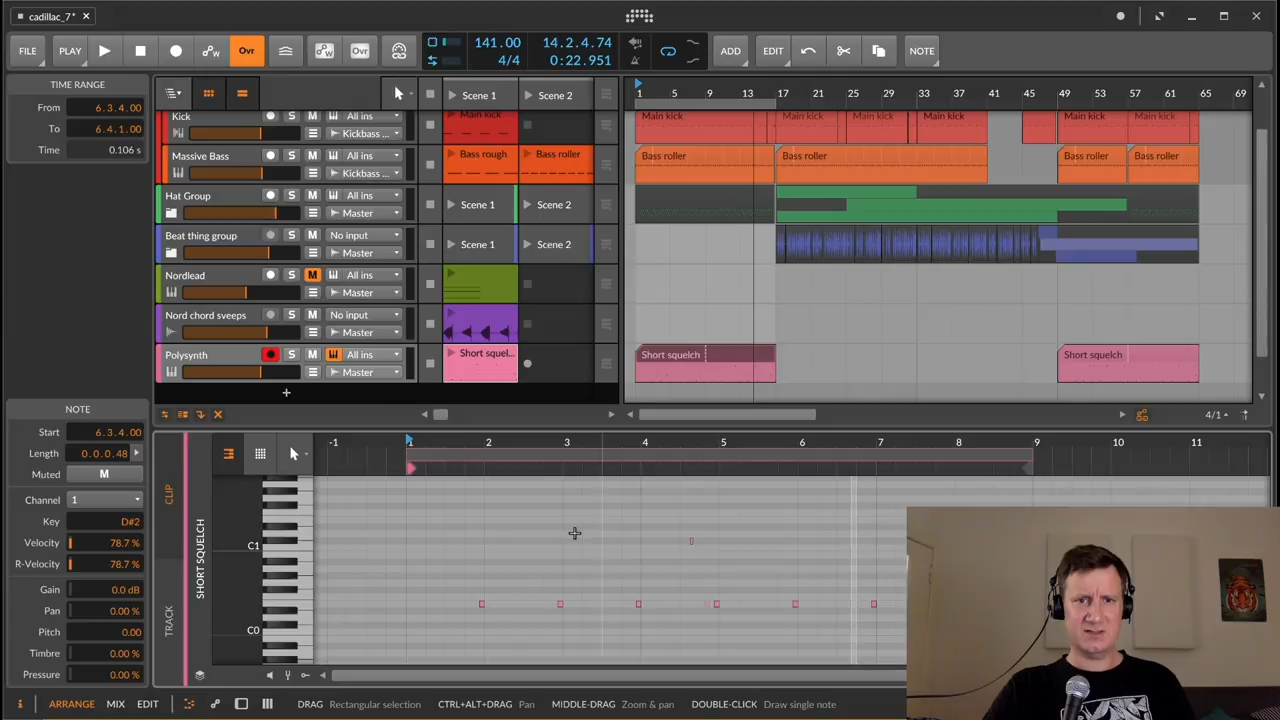 cadillac_7*
FILE
PLAY
Ovr
Ovr
141.00
4/4
14.2.4.74
0:22.951
ADD
EDIT
NOTE
TIME RANGE
From 6.3.4.00
To 6.4.1.00
Time 0.106 s
Scene 1 Scene 2
1 5 9 13 17 21 25 29 33 37 41 45 49 53 57 61 65 69
Kick S M All ins
Kickbass ...
Main kick
Main kick Main kick Main kick Main kick Main kick Main kick
Massive Bass S M All ins
Kickbass ...
Bass rough Bass roller
Bass roller Bass roller Bass roller Bass roller
Hat Group S M
Master
Scene 1 Scene 2
Beat thing group S M No input
Master
Scene 1 Scene 2
Nordlead S M All ins
Master
Nord chord sweeps S M No input
Master
Polysynth S M All ins
Master
Short squel...
Short squelch Short squelch
+
4/1
NOTE
Start 6.3.4.00
Length 0.0.0.48
Muted M
Channel 1
Key D#2
Velocity 78.7 %
R-Velocity 78.7 %
Gain 0.0 dB
Pan 0.00 %
Pitch 0.00
Timbre 0.00 %
Pressure 0.00 %
CLIP
TRACK
SHORT SQUELCH
-1 1 2 3 4 5 6 7 8 9 10 11
C1
C0
i ARRANGE MIX EDIT
DRAG Rectangular selection CTRL+ALT+DRAG Pan MIDDLE-DRAG Zoom & pan DOUBLE-CLICK Draw single note